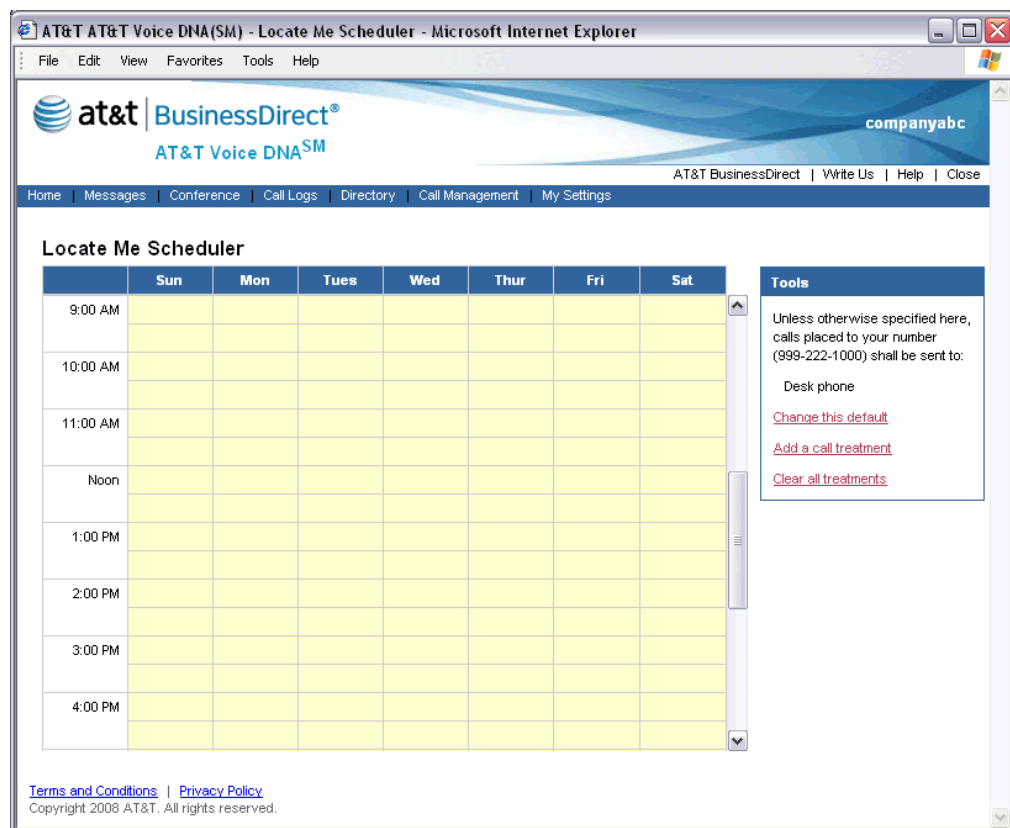 AT&T AT&T Voice DNA(SM) - Locate Me Scheduler - Microsoft Internet Explorer
File Edit View Favorites Tools Help
at&t BusinessDirect®
AT&T Voice DNASM
companyabc
AT&T BusinessDirect | Write Us | Help | Close
Home | Messages | Conference | Call Logs | Directory | Call Management | My Settings
Locate Me Scheduler
Sun Mon Tues Wed Thur Fri Sat
9:00 AM
10:00 AM
11:00 AM
Noon
1:00 PM
2:00 PM
3:00 PM
4:00 PM
Tools
Unless otherwise specified here,
calls placed to your number
(999-222-1000) shall be sent to:
Desk phone
Change this default
Add a call treatment
Clear all treatments
Terms and Conditions | Privacy Policy
Copyright 2008 AT&T. All rights reserved.